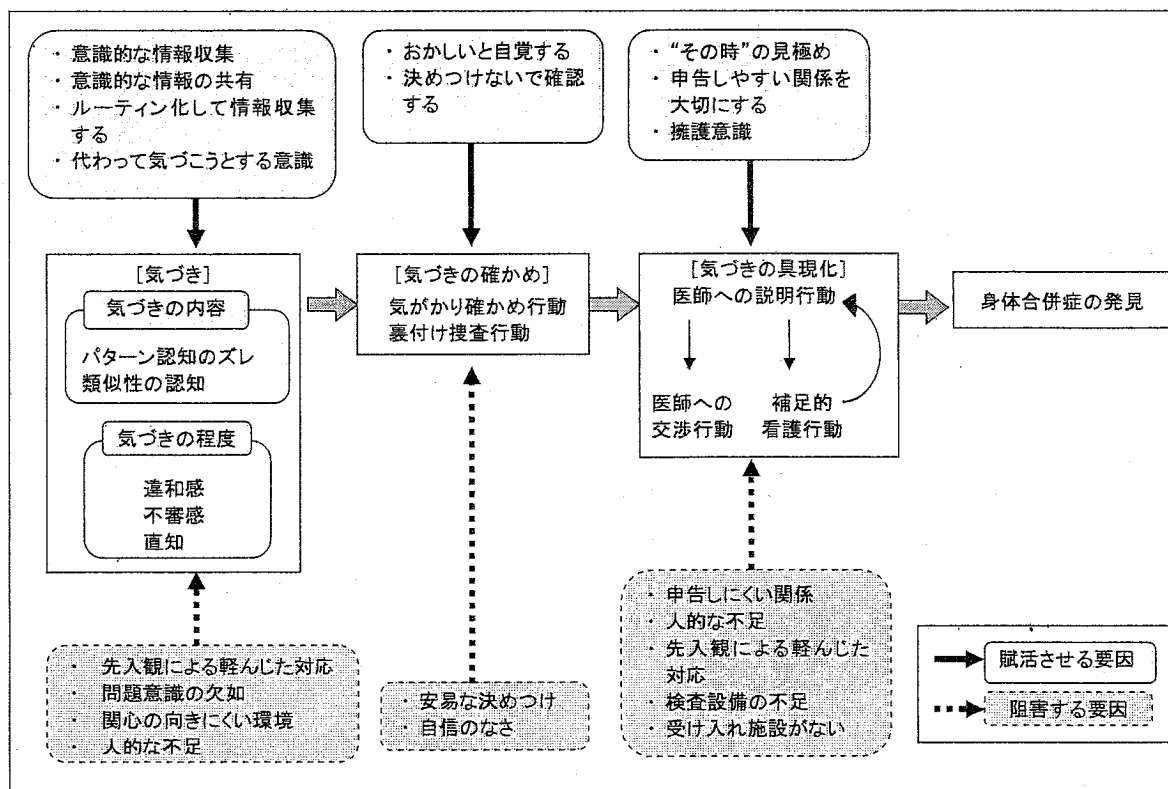 ・ 意識的な情報収集
・ 意識的な情報の共有
・ ルーティン化して情報収集
する
・ 代わって気づこうとする意識
・ おかしいと自覚する
・ 決めつけないで確認
する
・ “その時”の見極め
・ 申告しやすい関係を
大切にする
・ 擁護意識
[気づき]
気づきの内容
パターン認知のズレ
類似性の認知
気づきの程度
違和感
不審感
直知
[気づきの確かめ]
気がかり確かめ行動
裏付け捜査行動
[気づきの具現化]
医師への説明行動
医師への
交渉行動
補足的
看護行動
身体合併症の発見
・ 先入観による軽んじた対応
・ 問題意識の欠如
・ 関心の向きにくい環境
・ 人的な不足
・ 安易な決めつけ
・ 自信のなさ
・ 申告しにくい関係
・ 人的な不足
・ 先入観による軽んじた
対応
・ 検査設備の不足
・ 受け入れ施設がない
賦活させる要因
阻害する要因